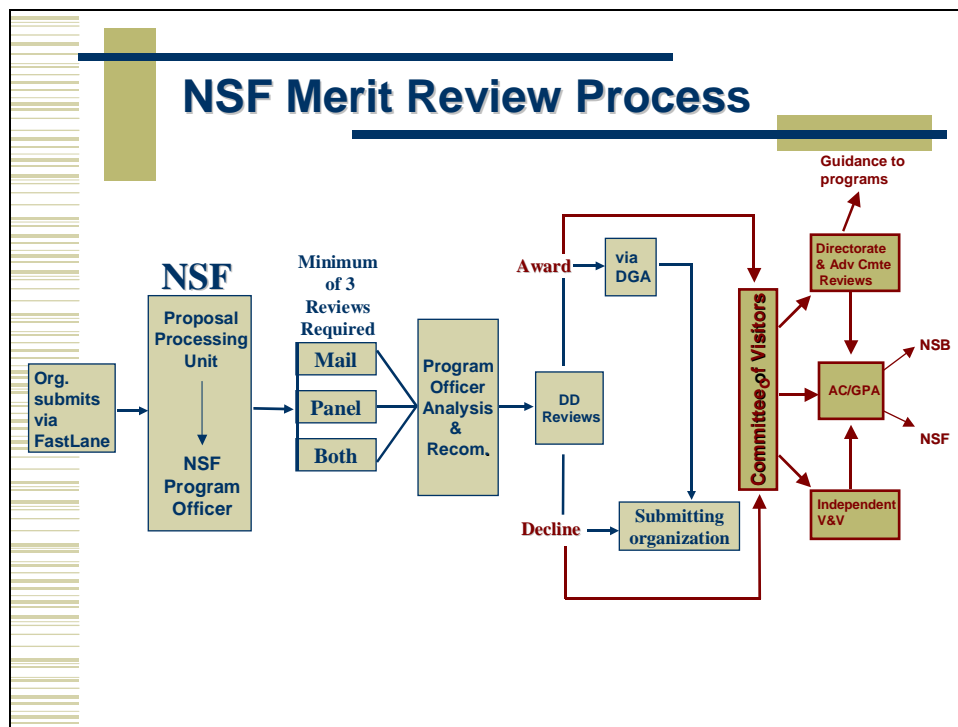 NSF Merit Review Process
Org.
submits
via
FastLane
NSF
Proposal
Processing
Unit
NSF
Program
Officer
Minimum
of 3
Reviews
Required
Mail
Panel
Both
Program
Officer
Analysis
&
Recom.
DD
Reviews
Award
via
DGA
Decline
Submitting
organization
Committee of Visitors
Guidance to
programs
Directorate
& Adv Cmte
Reviews
AC/GPA
NSB
NSF
Independent
V&V